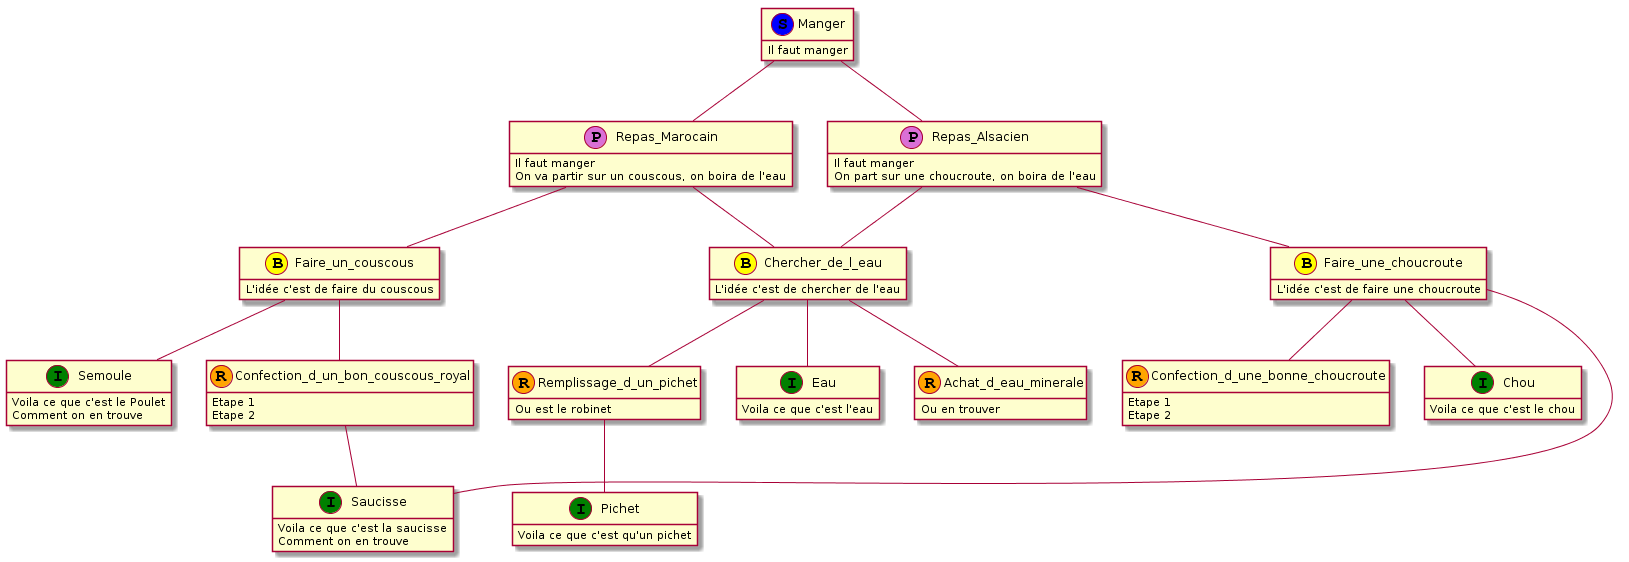 S Manger
Il faut manger
P Repas_Marocain
Il faut manger
On va partir sur un couscous, on boira de l'eau
P Repas_Alsacien
Il faut manger
On part sur une choucroute, on boira de l'eau
B Faire_un_couscous
L'idée c'est de faire du couscous
B Chercher_de_l_eau
L'idée c'est de chercher de l'eau
B Faire_une_choucroute
L'idée c'est de faire une choucroute
I Semoule
Voila ce que c'est le Poulet
Comment on en trouve
R Confection_d_un_bon_couscous_royal
Etape 1
Etape 2
R Remplissage_d_un_pichet
Ou est le robinet
I Eau
Voila ce que c'est l'eau
R Achat_d_eau_minerale
Ou en trouver
R Confection_d_une_bonne_choucroute
Etape 1
Etape 2
I Chou
Voila ce que c'est le chou
I Saucisse
Voila ce que c'est la saucisse
Comment on en trouve
I Pichet
Voila ce que c'est qu'un pichet